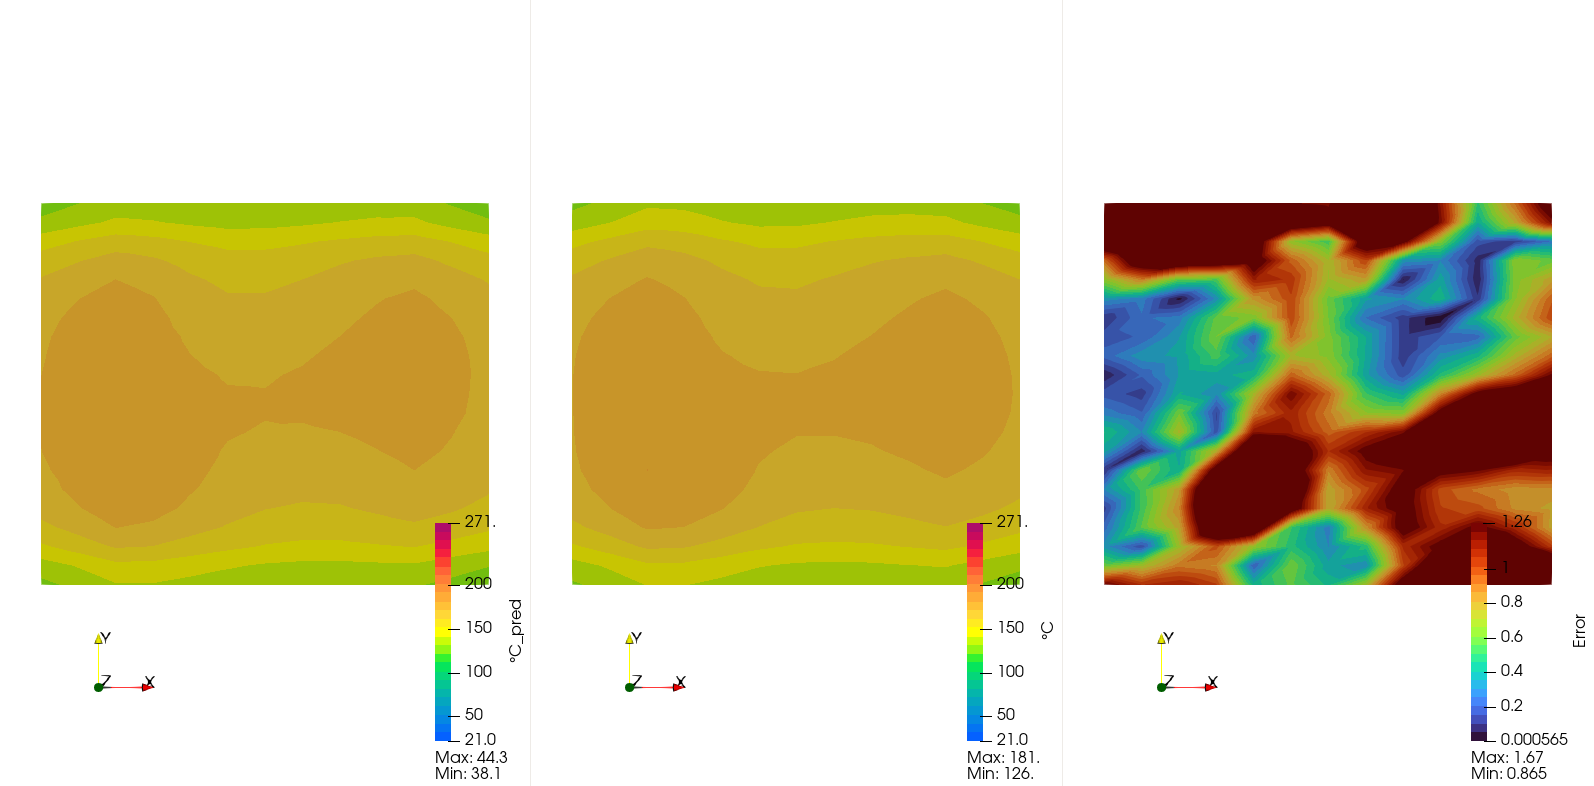 271.
200
150
100
50
21.0
°C_pred
Max: 44.3
Min: 38.1
Y
Z
X
271.
200
150
100
50
21.0
°C
Max: 181.
Min: 126.
Y
Z
X
1.26
1
0.8
0.6
0.4
0.2
0.000565
Error
Max: 1.67
Min: 0.865
Y
Z
X